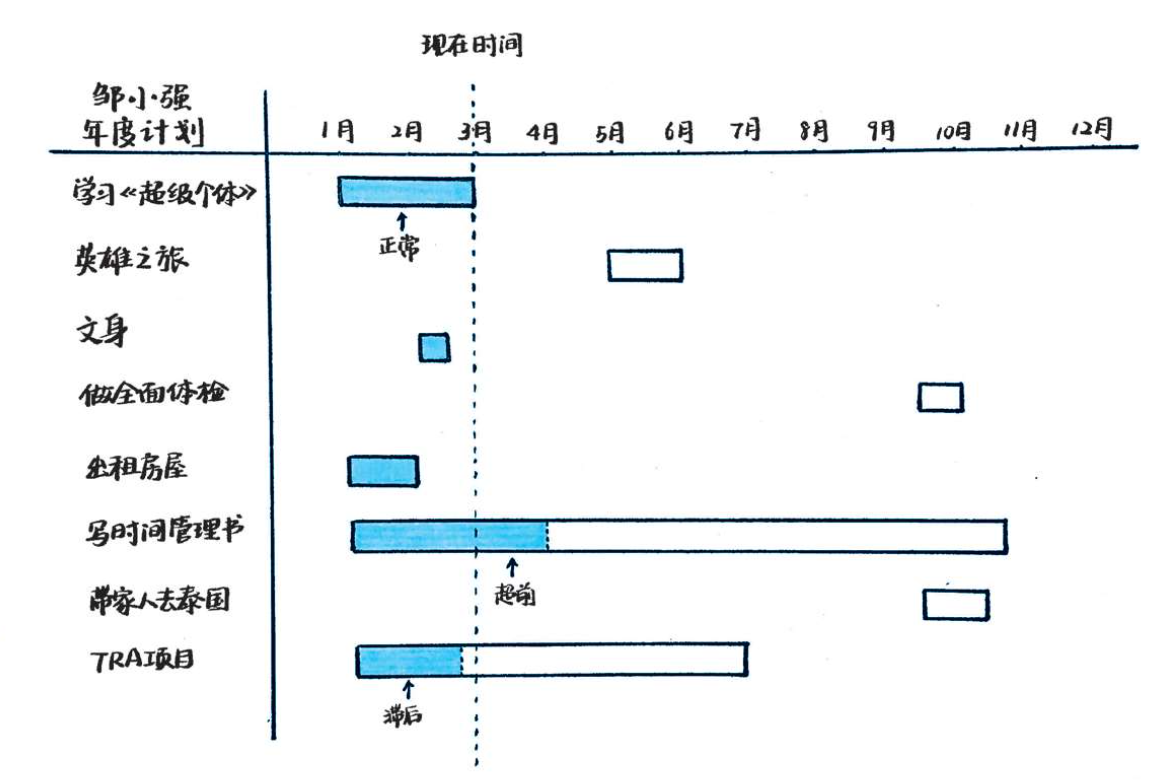 现在时间
邹小强
年度计划
1月 2月 3月 4月 5月 6月 7月 8月 9月 10月 11月 12月
学习《超级个体》
正常
英雄之旅
文身
做全面体检
出租房屋
写时间管理书
超前
带家人去泰国
TRAI项目
滞后